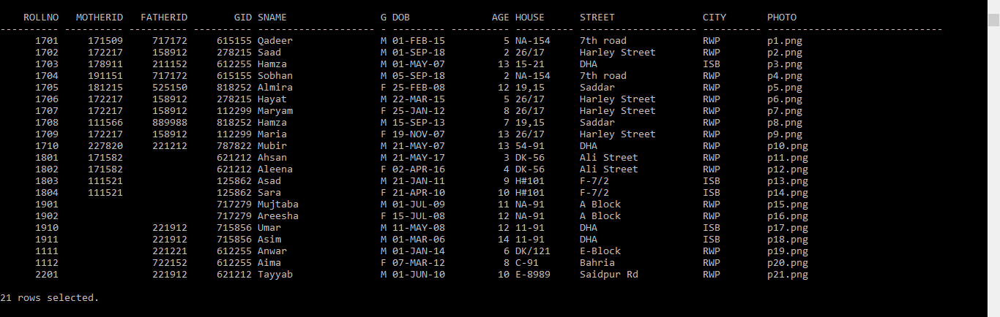 ROLLNO MOTHERID FATHERID GID SNAME G DOB AGE HOUSE STREET CITY PHOTO
---------- ---------- ---------- ---------- -------------------- - --------- ---------- ---------- -------------------- ---------- ------------------------------
1701 171509 717172 615155 Qadeer M 01-FEB-15 5 NA-154 7th road RWP p1.png
1702 172217 158912 278215 Saad M 01-SEP-18 2 26/17 Harley Street RWP p2.png
1703 178911 211152 612255 Hamza M 01-MAY-07 13 15-21 DHA ISB p3.png
1704 191151 717172 615155 Sobhan M 05-SEP-18 2 NA-154 7th road RWP p4.png
1705 181215 525150 818252 Almira F 25-FEB-08 12 19,15 Saddar RWP p5.png
1706 172217 158912 278215 Hayat M 22-MAR-15 5 26/17 Harley Street RWP p6.png
1707 172217 158912 112299 Maryam F 25-JAN-12 8 26/17 Harley Street RWP p7.png
1708 111566 889988 818252 Hamza M 15-SEP-13 7 19,15 Saddar RWP p8.png
1709 172217 158912 112299 Maria F 19-NOV-07 13 26/17 Harley Street RWP p9.png
1710 227820 221212 787822 Mubir M 21-MAY-07 13 54-91 DHA RWP p10.png
1801 171582 621212 Ahsan M 21-MAY-17 3 DK-56 Ali Street RWP p11.png
1802 171582 621212 Aleena F 02-APR-16 4 DK-56 Ali Street RWP p12.png
1803 111521 125862 Asad M 21-JAN-11 9 H#101 F-7/2 ISB p13.png
1804 111521 125862 Sara F 21-APR-10 10 H#101 F-7/2 ISB p14.png
1901 717279 Mujtaba M 01-JUL-09 11 NA-91 A Block RWP p15.png
1902 717279 Areesha F 15-JUL-08 12 NA-91 A Block RWP p16.png
1910 221912 715856 Umar M 11-MAY-08 12 11-91 DHA ISB p17.png
1911 221912 715856 Asim M 01-MAR-06 14 11-91 DHA ISB p18.png
1111 221221 612255 Anwar M 01-JAN-14 6 DK/121 E-Block RWP p19.png
1112 722152 612255 Aima F 07-MAR-12 8 C-91 Bahria RWP p20.png
2201 221912 621212 Tayyab M 01-JUN-10 10 E-8989 Saidpur Rd RWP p21.png
21 rows selected.